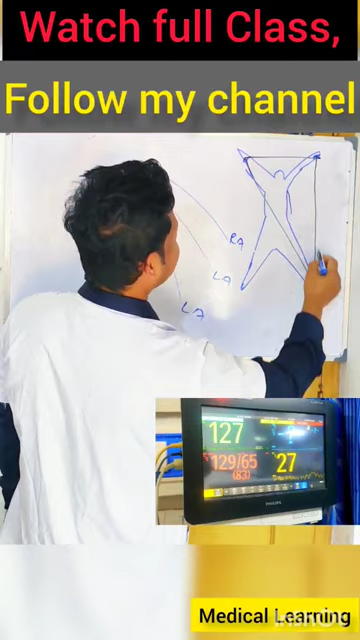 Watch full Class,
Follow my channel
RA
LA
LA
127
129/65
(83)
27
PHILIPS
Medical Learning